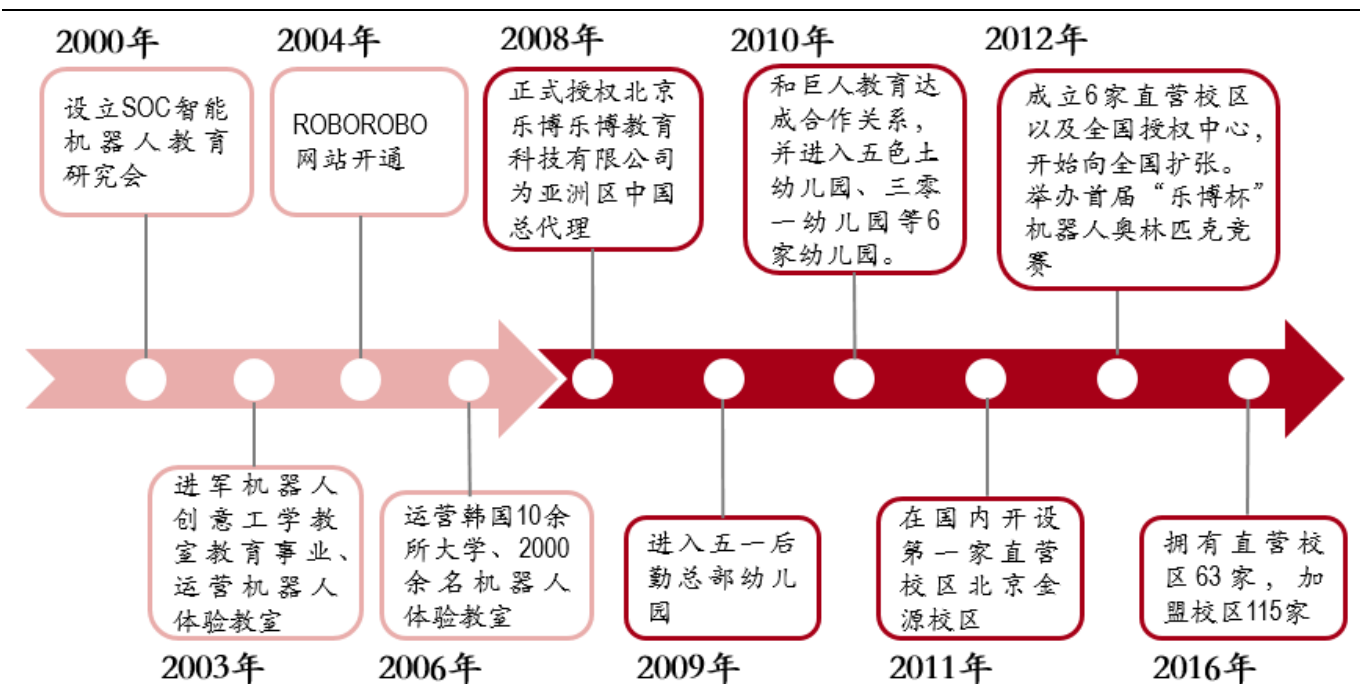 2000年
2004年
2008年
2010年
2012年
设立SOC智能
机器人教育
研究会
ROBOROBO
网站开通
正式授权北京
乐博乐博教育
科技有限公司
为亚洲区中国
总代理
和巨人教育达
成合作关系，
并进入五色土
幼儿园、三零
一幼儿园等6
家幼儿园。
成立6家直营校区
以及全国授权中心，
开始向全国扩张。
举办首届“乐博杯”
机器人奥林匹克竞
赛
进军机器人
创意工学教
室教育事业、
运营机器人
体验教室
运营韩国10余
所大学、2000
余名机器人
体验教室
进入五一后
勤总部幼儿
园
在国内开设
第一家直营
校区北京金
源校区
拥有直营校
区63家，加
盟校区115家
2003年
2006年
2009年
2011年
2016年